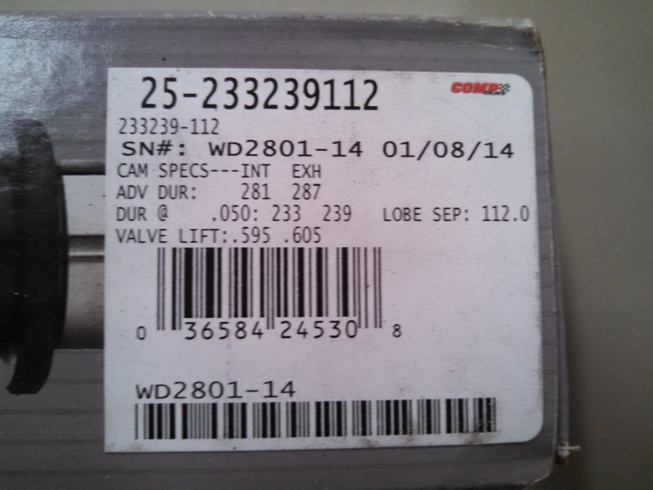 25-233239112
COMP
CAMS
233239-112
SN#: WD2801-14 01/08/14
CAM SPECS---INT EXH
ADV DUR: 281 287
DUR @ .050: 233 239 LOBE SEP: 112.0
VALVE LIFT:.595 .605
0 36584 24530 8
WD2801-14